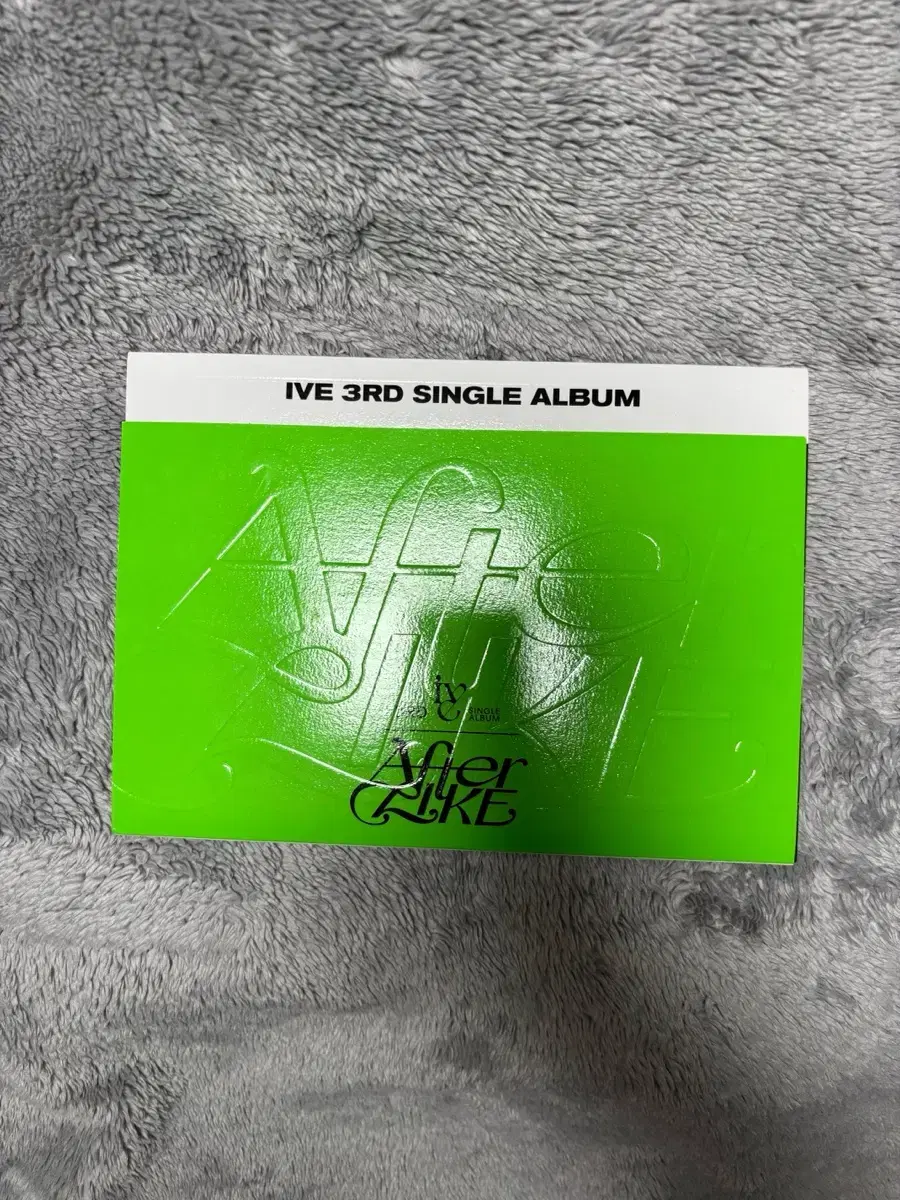 IVE 3RD SINGLE ALBUM
After
LIKE
IVE
3RD SINGLE
ALBUM
After
LIKE